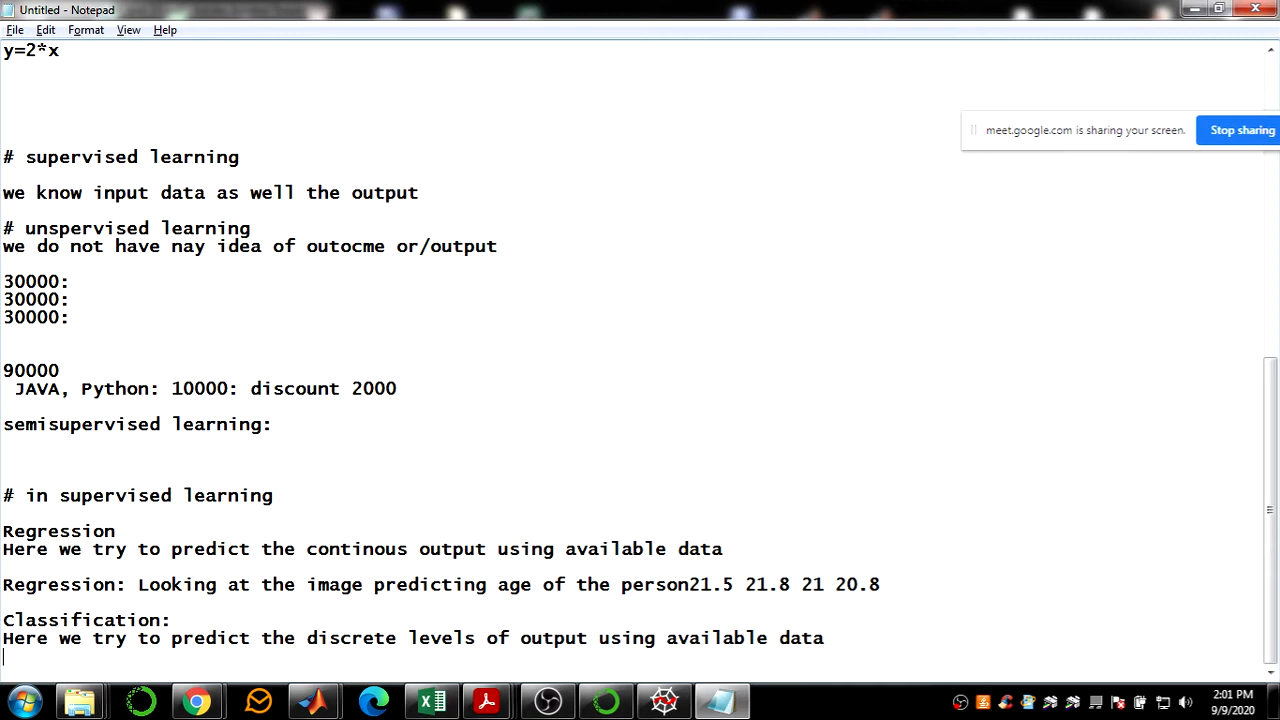 Untitled - Notepad
File Edit Format View Help
y=2*x
meet.google.com is sharing your screen. Stop sharing
# supervised learning
we know input data as well the output
# unspervised learning
we do not have nay idea of outocme or/output
30000:
30000:
30000:
90000
JAVA, Python: 10000: discount 2000
semisupervised learning:
# in supervised learning
Regression
Here we try to predict the continous output using available data
Regression: Looking at the image predicting age of the person21.5 21.8 21 20.8
Classification:
Here we try to predict the discrete levels of output using available data
2:01 PM
9/9/2020